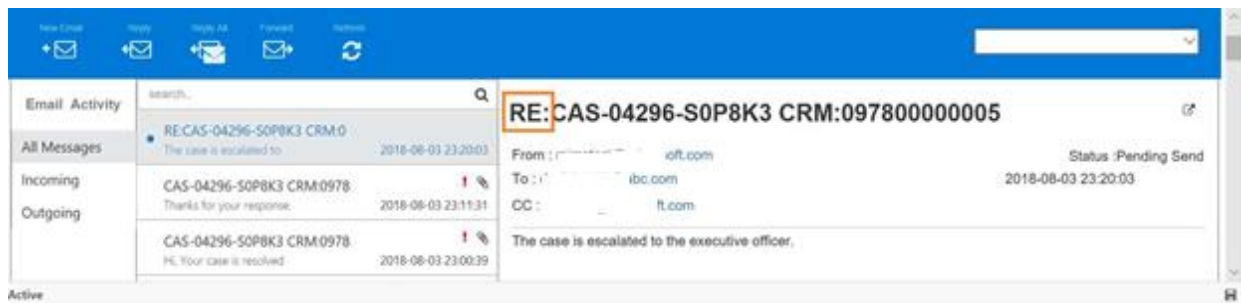 New Email Reply Reply All Forward Refresh
Email Activity
All Messages
Incoming
Outgoing
search..
RE:CAS-04296-S0P8K3 CRM:0
The case is escalated to 2018-08-03 23:20:03
CAS-04296-S0P8K3 CRM:0978
Thanks for your response. 2018-08-03 23:11:31
CAS-04296-S0P8K3 CRM:0978
Hi, Your case is resolved 2018-08-03 23:00:39
RE:CAS-04296-S0P8K3 CRM:097800000005
From : oft.com Status :Pending Send
To : bc.com 2018-08-03 23:20:03
CC : ft.com
The case is escalated to the executive officer.
Active